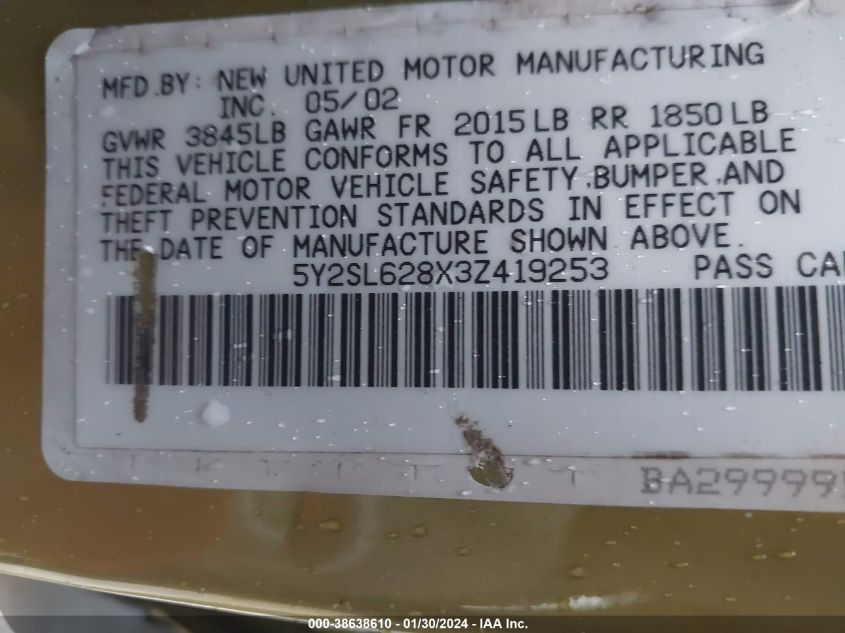 MFD.BY: NEW UNITED MOTOR MANUFACTURING
INC. 05/02
GVWR 3845LB GAWR FR 2015LB RR 1850LB
THIS VEHICLE CONFORMS TO ALL APPLICABLE
FEDERAL MOTOR VEHICLE SAFETY,BUMPER,AND
THEFT PREVENTION STANDARDS IN EFFECT ON
THE DATE OF MANUFACTURE SHOWN ABOVE.
5Y2SL628X3Z419253 PASS CA
BA29999
000-38638610 - 01/30/2024 - IAA Inc.